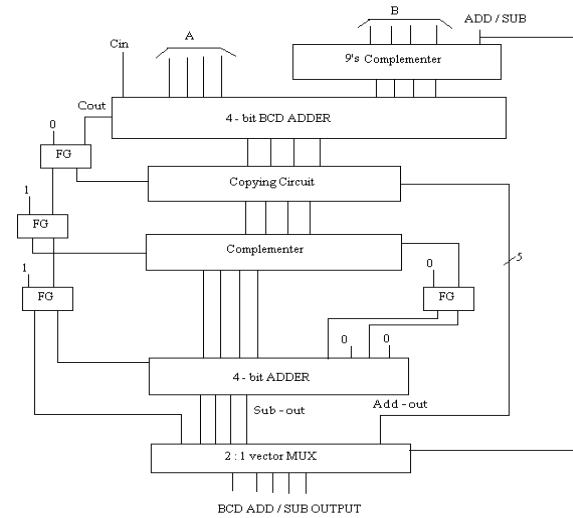 B
ADD / SUB
A
Cin
9's Complementer
Cout
4 - bit BCD ADDER
0
FG
Copying Circuit
1
FG
Complementer
5
1
0
FG
FG
0
0
4 - bit ADDER
Sub - out
Add - out
2 : 1 vector MUX
BCD ADD / SUB OUTPUT